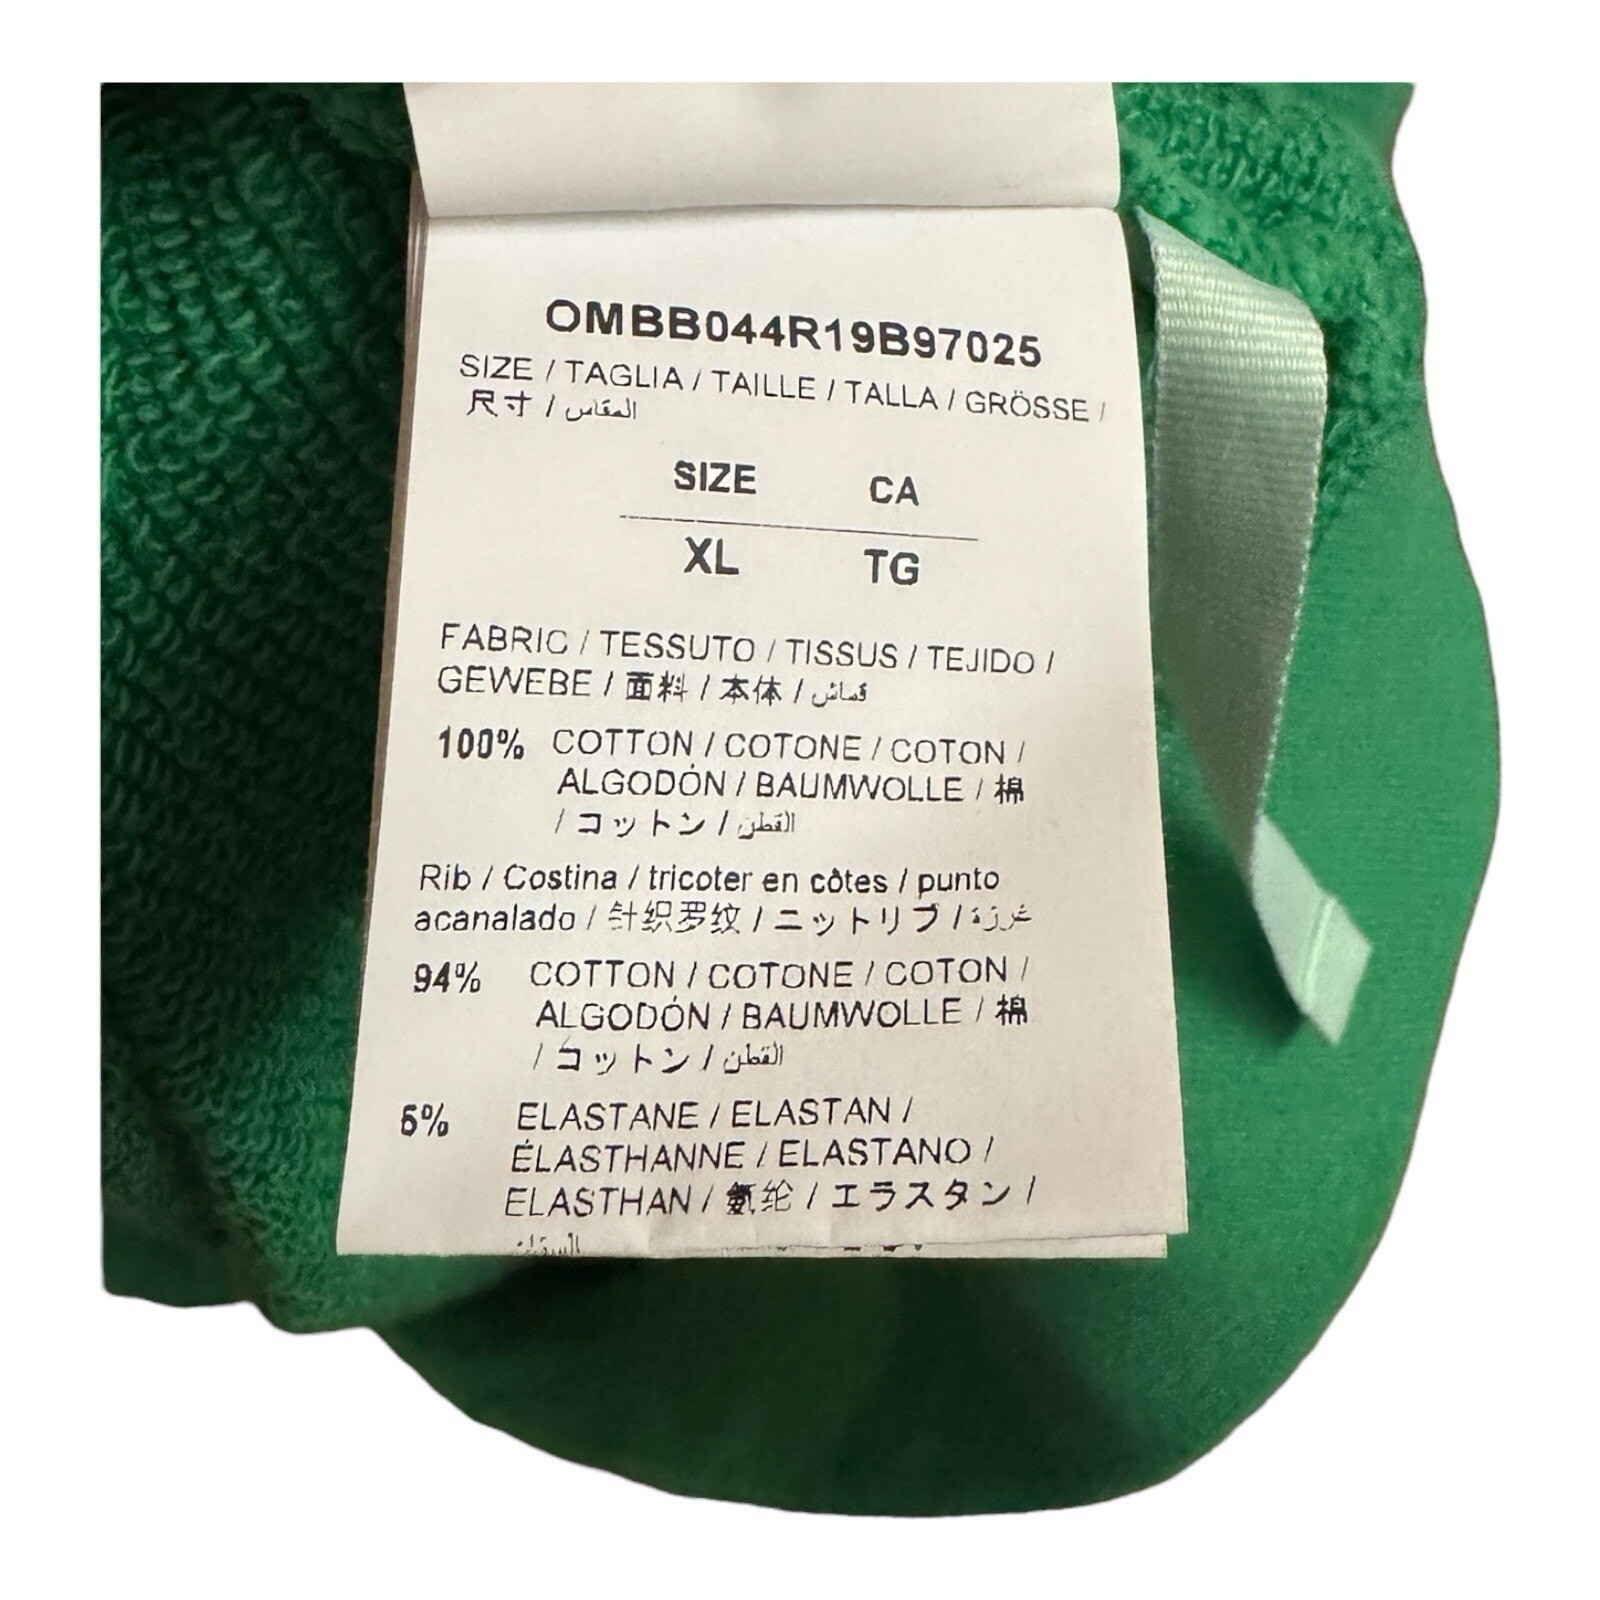 OMBB044R19B97025
SIZE / TAGLIA / TAILLE / TALLA / GRÖSSE /
尺寸 / المقاس
SIZE CA
XL TG
FABRIC / TESSUTO / TISSUS / TEJIDO /
GEWEBE / 面料 / 本体 / قماش
100% COTTON / COTONE / COTON /
ALGODÓN / BAUMWOLLE / 棉
/ コットン / القطن
Rib / Costina / tricoter en côtes / punto
acanalado / 针织罗纹 / ニットリブ /
94% COTTON / COTONE / COTON /
ALGODÓN / BAUMWOLLE / 棉
/ コットン / القطن
6% ELASTANE / ELASTAN /
ÉLASTHANNE / ELASTANO /
ELASTHAN / 氨纶 / エラスタン /